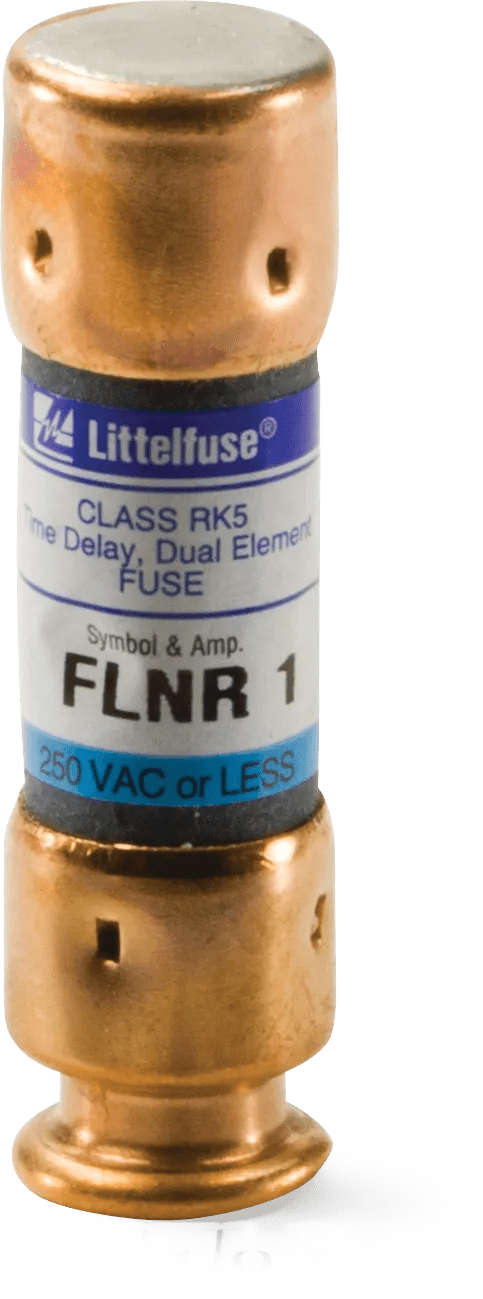 Littelfuse®
CLASS RK5
Time Delay, Dual Element
FUSE
Symbol & Amp.
FLNR 1
250 VAC or LESS